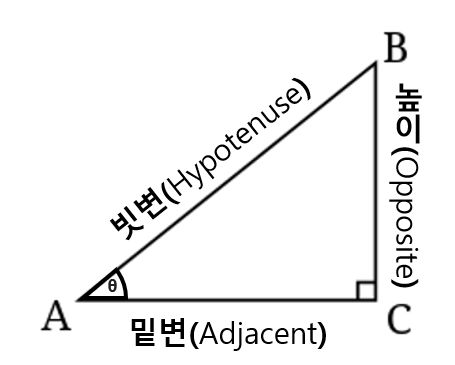 B
빗변(Hypotenuse)
높이(Opposite)
θ
A
C
밑변(Adjacent)